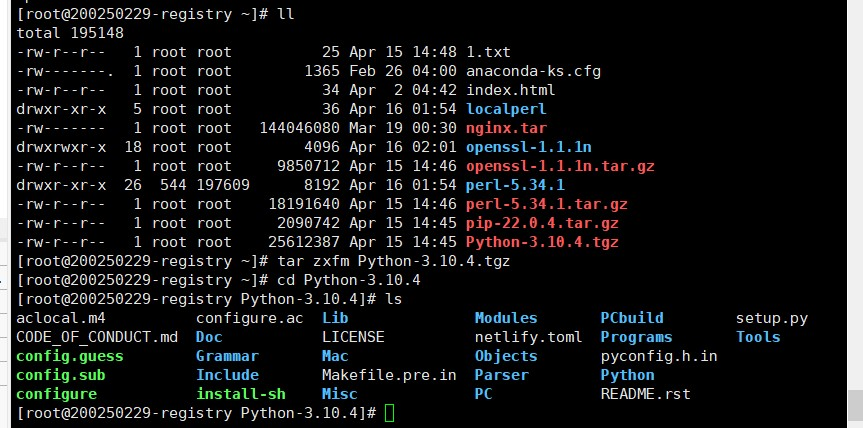 [root@200250229-registry ~]# ll
total 195148
-rw-r--r--   1 root root        25 Apr 15 14:48 1.txt
-rw-------.  1 root root      1365 Feb 26 04:00 anaconda-ks.cfg
-rw-r--r--   1 root root        34 Apr  2 04:42 index.html
drwxr-xr-x   5 root root        36 Apr 16 01:54 localperl
-rw-------   1 root root 144046080 Mar 19 00:30 nginx.tar
drwxrwxr-x  18 root root      4096 Apr 16 02:01 openssl-1.1.1n
-rw-r--r--   1 root root   9850712 Apr 15 14:46 openssl-1.1.1n.tar.gz
drwxr-xr-x  26  544 197609    8192 Apr 16 01:54 perl-5.34.1
-rw-r--r--   1 root root  18191640 Apr 15 14:46 perl-5.34.1.tar.gz
-rw-r--r--   1 root root   2090742 Apr 15 14:45 pip-22.0.4.tar.gz
-rw-r--r--   1 root root  25612387 Apr 15 14:45 Python-3.10.4.tgz
[root@200250229-registry ~]# tar zxfm Python-3.10.4.tgz
[root@200250229-registry ~]# cd Python-3.10.4
[root@200250229-registry Python-3.10.4]# ls
aclocal.m4          configure.ac  Lib              Modules       PCbuild        setup.py
CODE_OF_CONDUCT.md  Doc           LICENSE          netlify.toml  Programs       Tools
config.guess        Grammar       Mac              Objects       pyconfig.h.in
config.sub          Include       Makefile.pre.in  Parser        Python
configure           install-sh    Misc             PC            README.rst
[root@200250229-registry Python-3.10.4]#